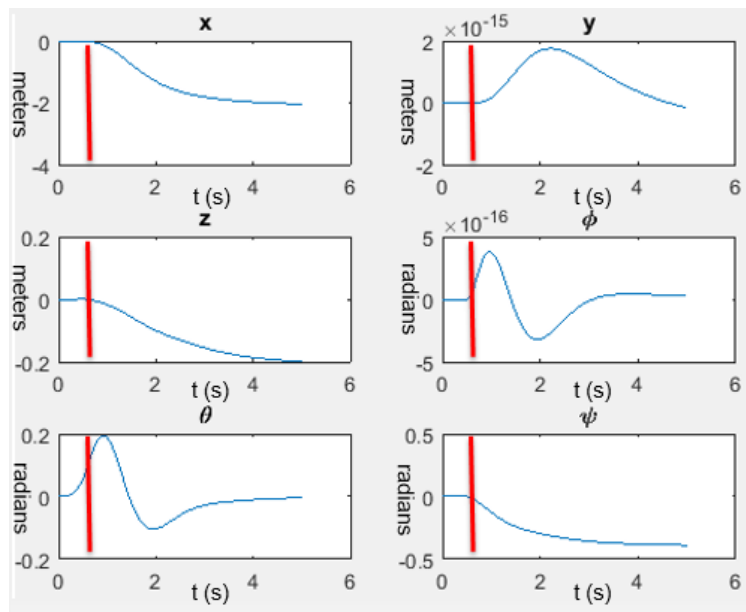 x
0
-2
-4
meters
0 2 4 6
t (s)
y
× 10^-15
2
0
-2
meters
0 2 4 6
t (s)
z
0.2
0
-0.2
meters
0 2 4 6
t (s)
ϕ
× 10^-16
5
0
-5
radians
0 2 4 6
t (s)
θ
0.2
0
-0.2
radians
0 2 4 6
t (s)
ψ
0.5
0
-0.5
radians
0 2 4 6
t (s)